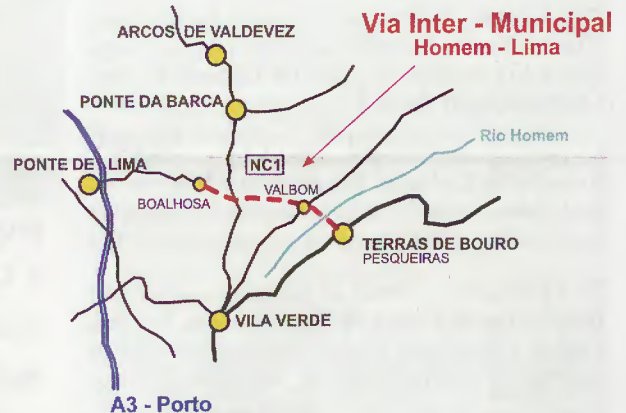 ARCOS DE VALDEVEZ
Via Inter - Municipal
Homem - Lima
PONTE DA BARCA
Rio Homem
PONTE DE LIMA
NC1
BOALHOSA
VALBOM
TERRAS DE BOURO
PESQUEIRAS
VILA VERDE
A3 - Porto